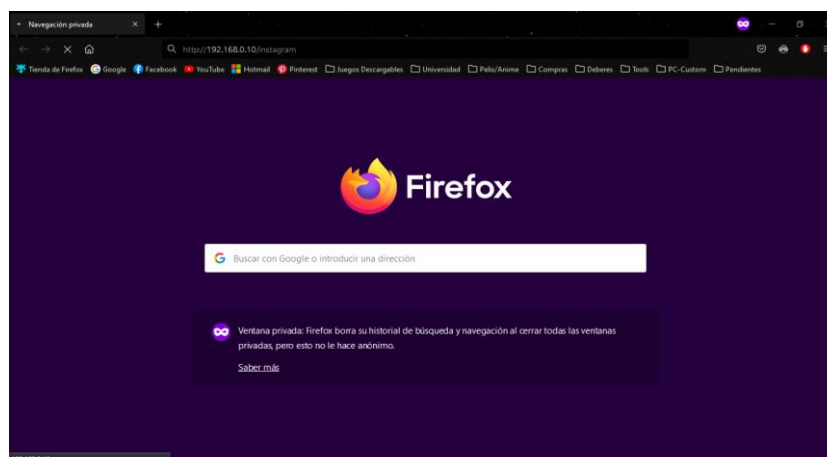 Navegación privada
http://192.168.0.10/instagram
Tienda de Firefox Google Facebook YouTube Hotmail Pinterest Juegos Descargables Universidad Pelis/Anime Compras Deberes Tools PC-Custom Pendientes
Firefox
Buscar con Google o introducir una dirección
Ventana privada: Firefox borra su historial de búsqueda y navegación al cerrar todas las ventanas
privadas, pero esto no le hace anónimo.
Saber más